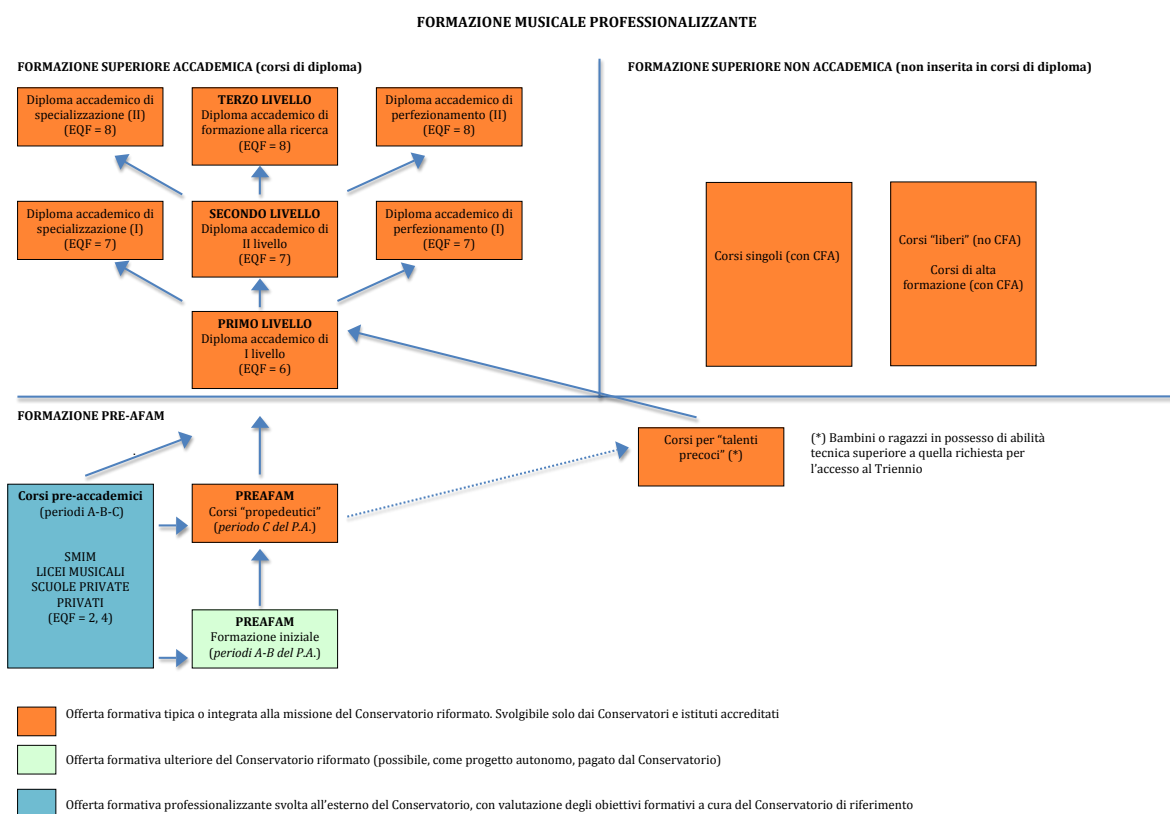 FORMAZIONE MUSICALE PROFESSIONALIZZANTE
FORMAZIONE SUPERIORE ACCADEMICA (corsi di diploma)
Diploma accademico di
specializzazione (II)
(EQF = 8)
TERZO LIVELLO
Diploma accademico di
formazione alla ricerca
(EQF = 8)
Diploma accademico di
perfezionamento (II)
(EQF = 8)
Diploma accademico di
specializzazione (I)
(EQF = 7)
SECONDO LIVELLO
Diploma accademico di
II livello
(EQF = 7)
Diploma accademico di
perfezionamento (I)
(EQF = 7)
PRIMO LIVELLO
Diploma accademico di
I livello
(EQF = 6)
FORMAZIONE SUPERIORE NON ACCADEMICA (non inserita in corsi di diploma)
Corsi singoli (con CFA)
Corsi “liberi” (no CFA)
Corsi di alta
formazione (con CFA)
FORMAZIONE PRE-AFAM
Corsi pre-accademici
(periodi A-B-C)
SMIM
LICEI MUSICALI
SCUOLE PRIVATE
PRIVATI
(EQF = 2, 4)
PREAFAM
Corsi “propedeutici”
(periodo C del P.A.)
PREAFAM
Formazione iniziale
(periodi A-B del P.A.)
Corsi per “talenti
precoci” (*)
(*) Bambini o ragazzi in possesso di abilità
tecnica superiore a quella richiesta per
l’accesso al Triennio
Offerta formativa tipica o integrata alla missione del Conservatorio riformato. Svolgibile solo dai Conservatori e istituti accreditati
Offerta formativa ulteriore del Conservatorio riformato (possibile, come progetto autonomo, pagato dal Conservatorio)
Offerta formativa professionalizzante svolta all’esterno del Conservatorio, con valutazione degli obiettivi formativi a cura del Conservatorio di riferimento